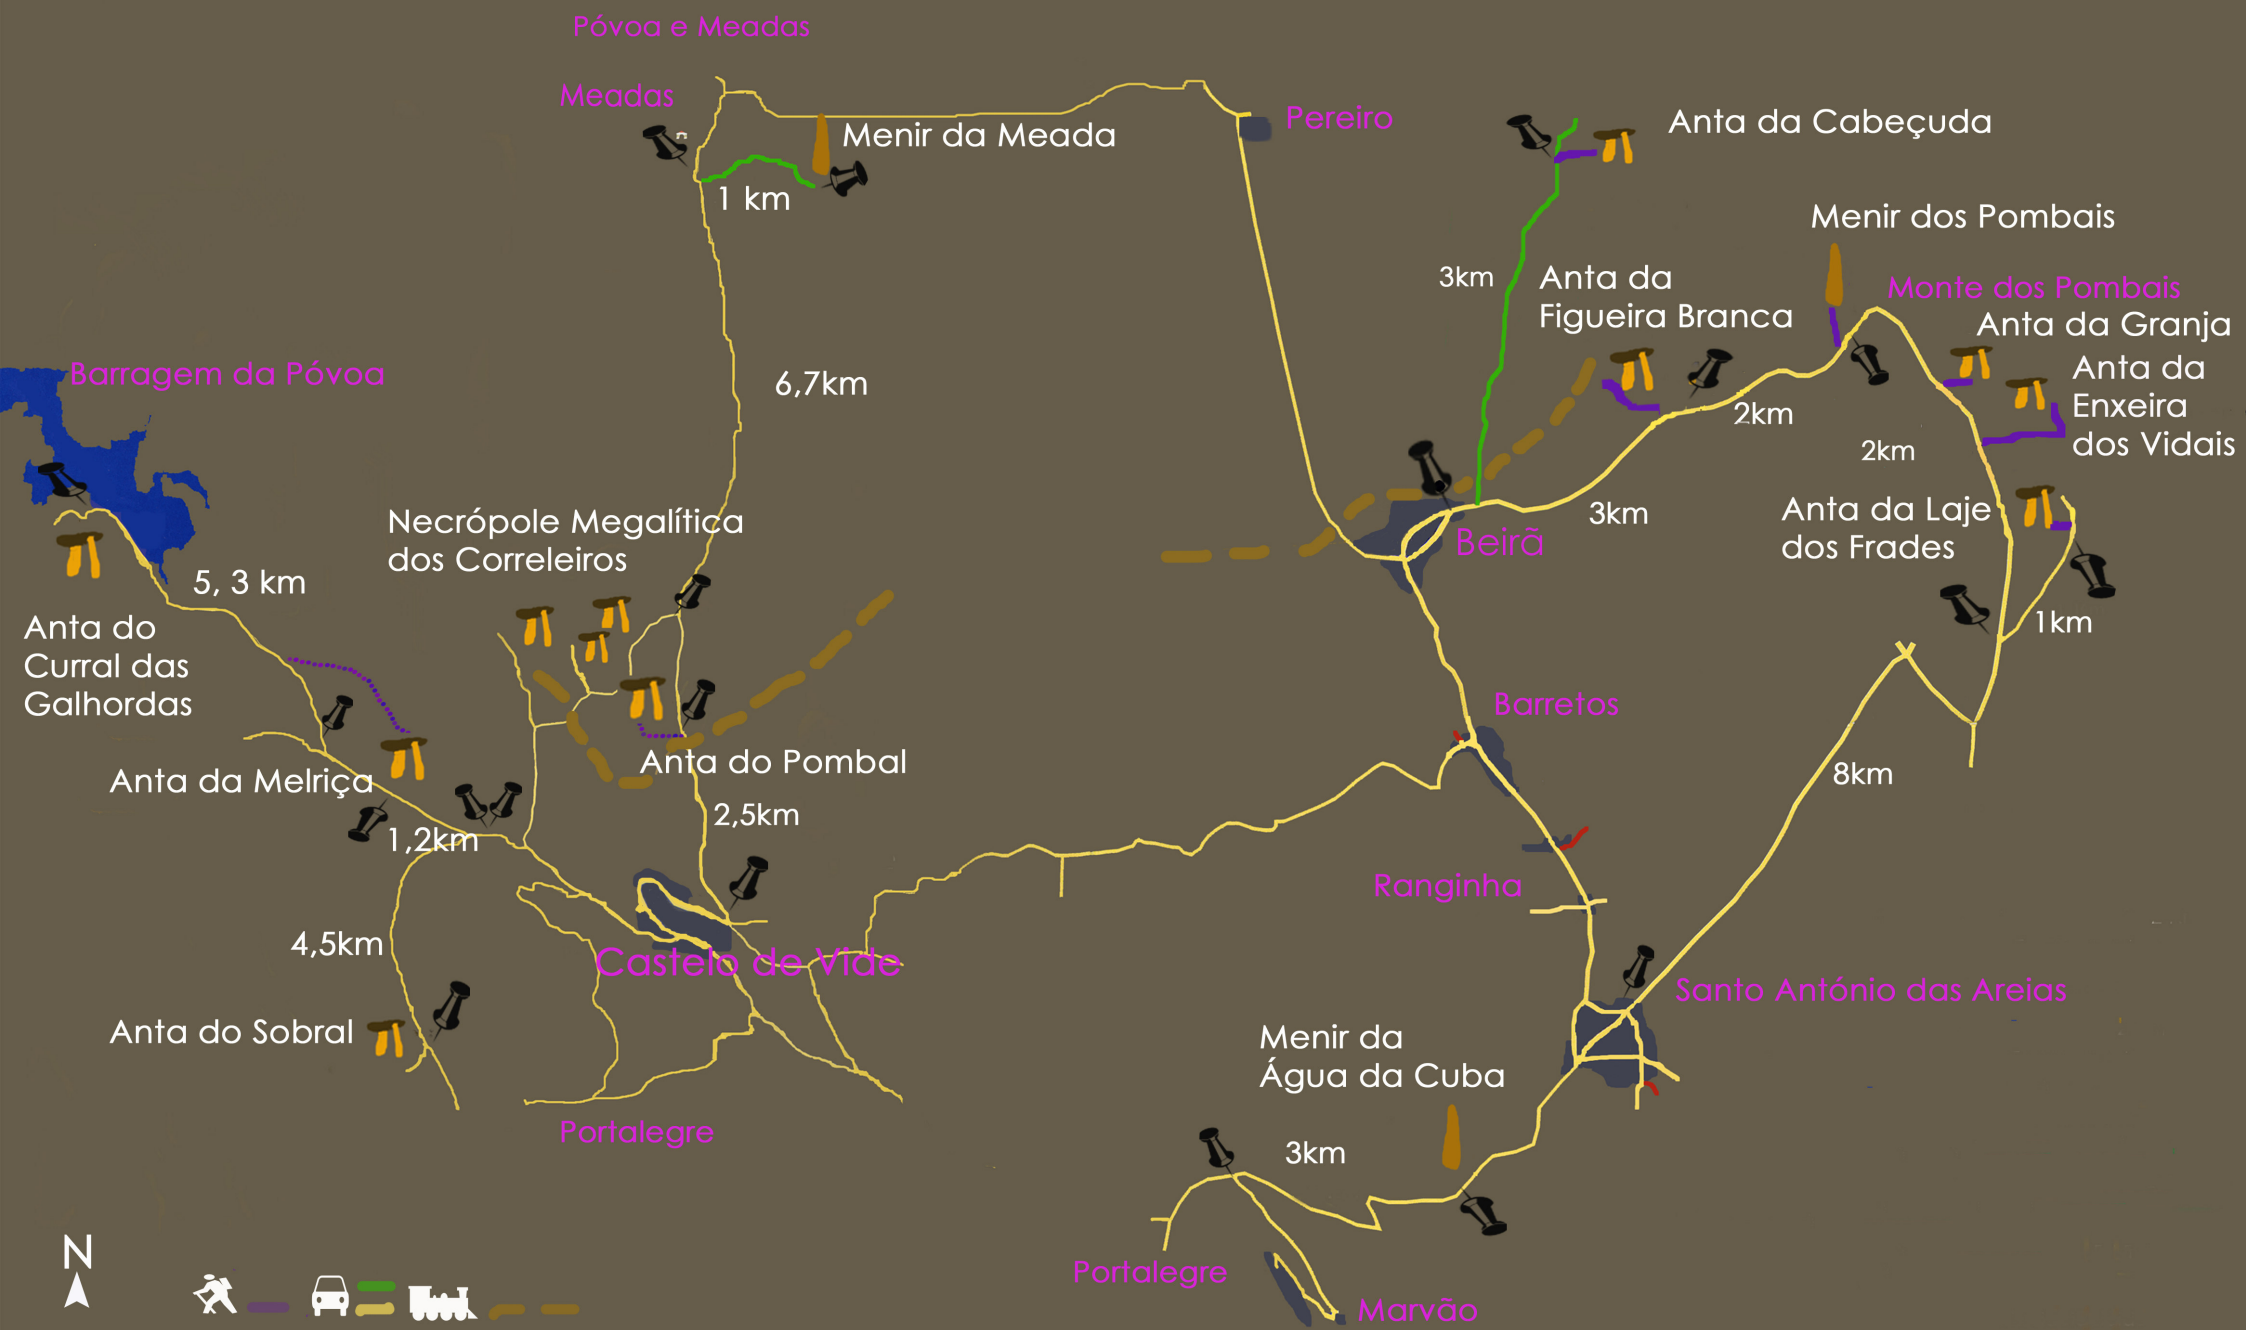 Póvoa e Meadas
Meadas
Menir da Meada
1 km
Pereiro
Anta da Cabeçuda
Menir dos Pombais
3km
Anta da
Figueira Branca
Monte dos Pombais
Anta da Granja
Anta da
Enxeira
dos Vidais
Barragem da Póvoa
6,7km
2km
2km
Necrópole Megalítica
dos Correleiros
3km
Beirã
Anta da Laje
dos Frades
5, 3 km
1km
Anta do
Curral das
Galhordas
Barretos
Anta da Melriça
Anta do Pombal
8km
2,5km
1,2km
Ranginha
4,5km
Castelo de Vide
Santo António das Areias
Anta do Sobral
Menir da
Água da Cuba
Portalegre
3km
N
Portalegre
Marvão